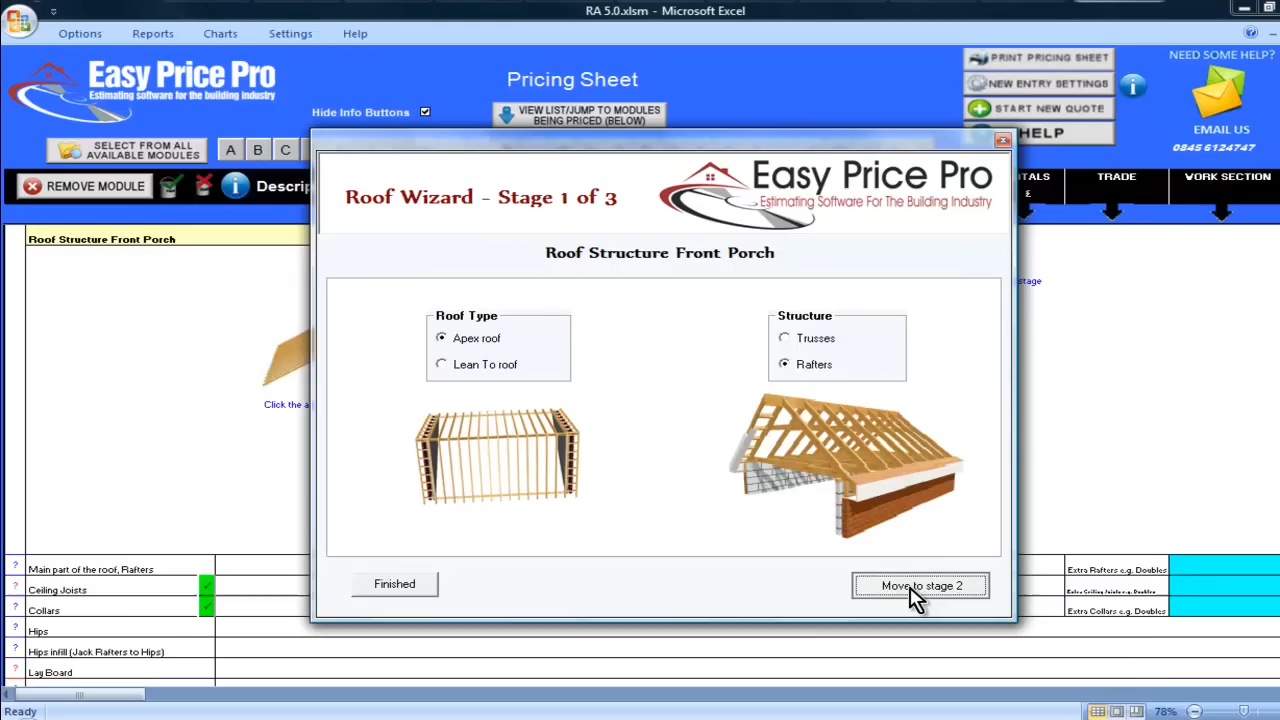 RA 5.0.xlsm - Microsoft Excel
Options Reports Charts Settings Help
Easy Price Pro
Estimating software for the building industry
Pricing Sheet
Hide Info Buttons
VIEW LIST/JUMP TO MODULES
BEING PRICED (BELOW)
PRINT PRICING SHEET
NEW ENTRY SETTINGS
START NEW QUOTE
HELP
NEED SOME HELP?
EMAIL US
0845 6124747
SELECT FROM ALL
AVAILABLE MODULES
A B C
REMOVE MODULE
TRADE
WORK SECTION
£
Roof Structure Front Porch
stage
Click the a
Roof Wizard - Stage 1 of 3
Easy Price Pro
Estimating Software For The Building Industry
Roof Structure Front Porch
Roof Type
Apex roof
Lean To roof
Structure
Trusses
Rafters
Finished
Move to stage 2
? Main part of the roof, Rafters
Extra Rafters e.g. Doubles
? Ceiling Joists
Extra Ceiling Joists e.g. Doubles
? Collars
Extra Collars e.g. Doubles
? Hips
? Hips infill (Jack Rafters to Hips)
? Lay Board
Ready
78%